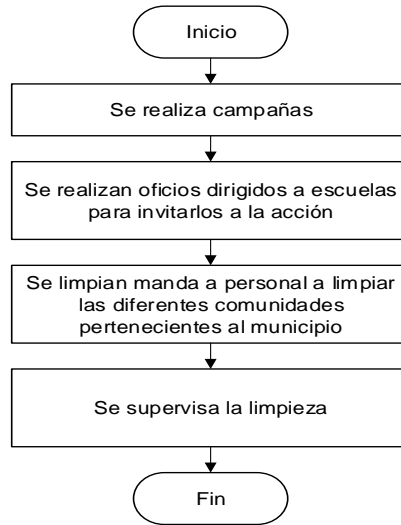 Inicio
Se realiza campañas
Se realizan oficios dirigidos a escuelas
para invitarlos a la acción
Se limpian manda a personal a limpiar
las diferentes comunidades
pertenecientes al municipio
Se supervisa la limpieza
Fin